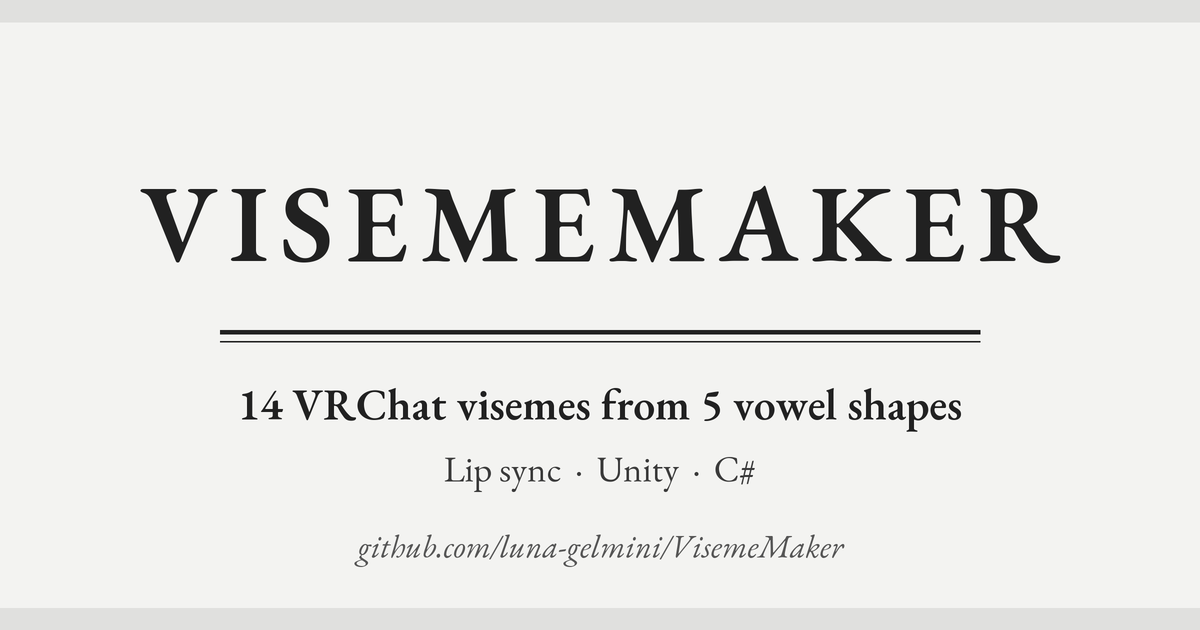 VISEMEMAKER
14 VRChat visemes from 5 vowel shapes
Lip sync · Unity · C#
github.com/luna-gelmini/VisemeMaker